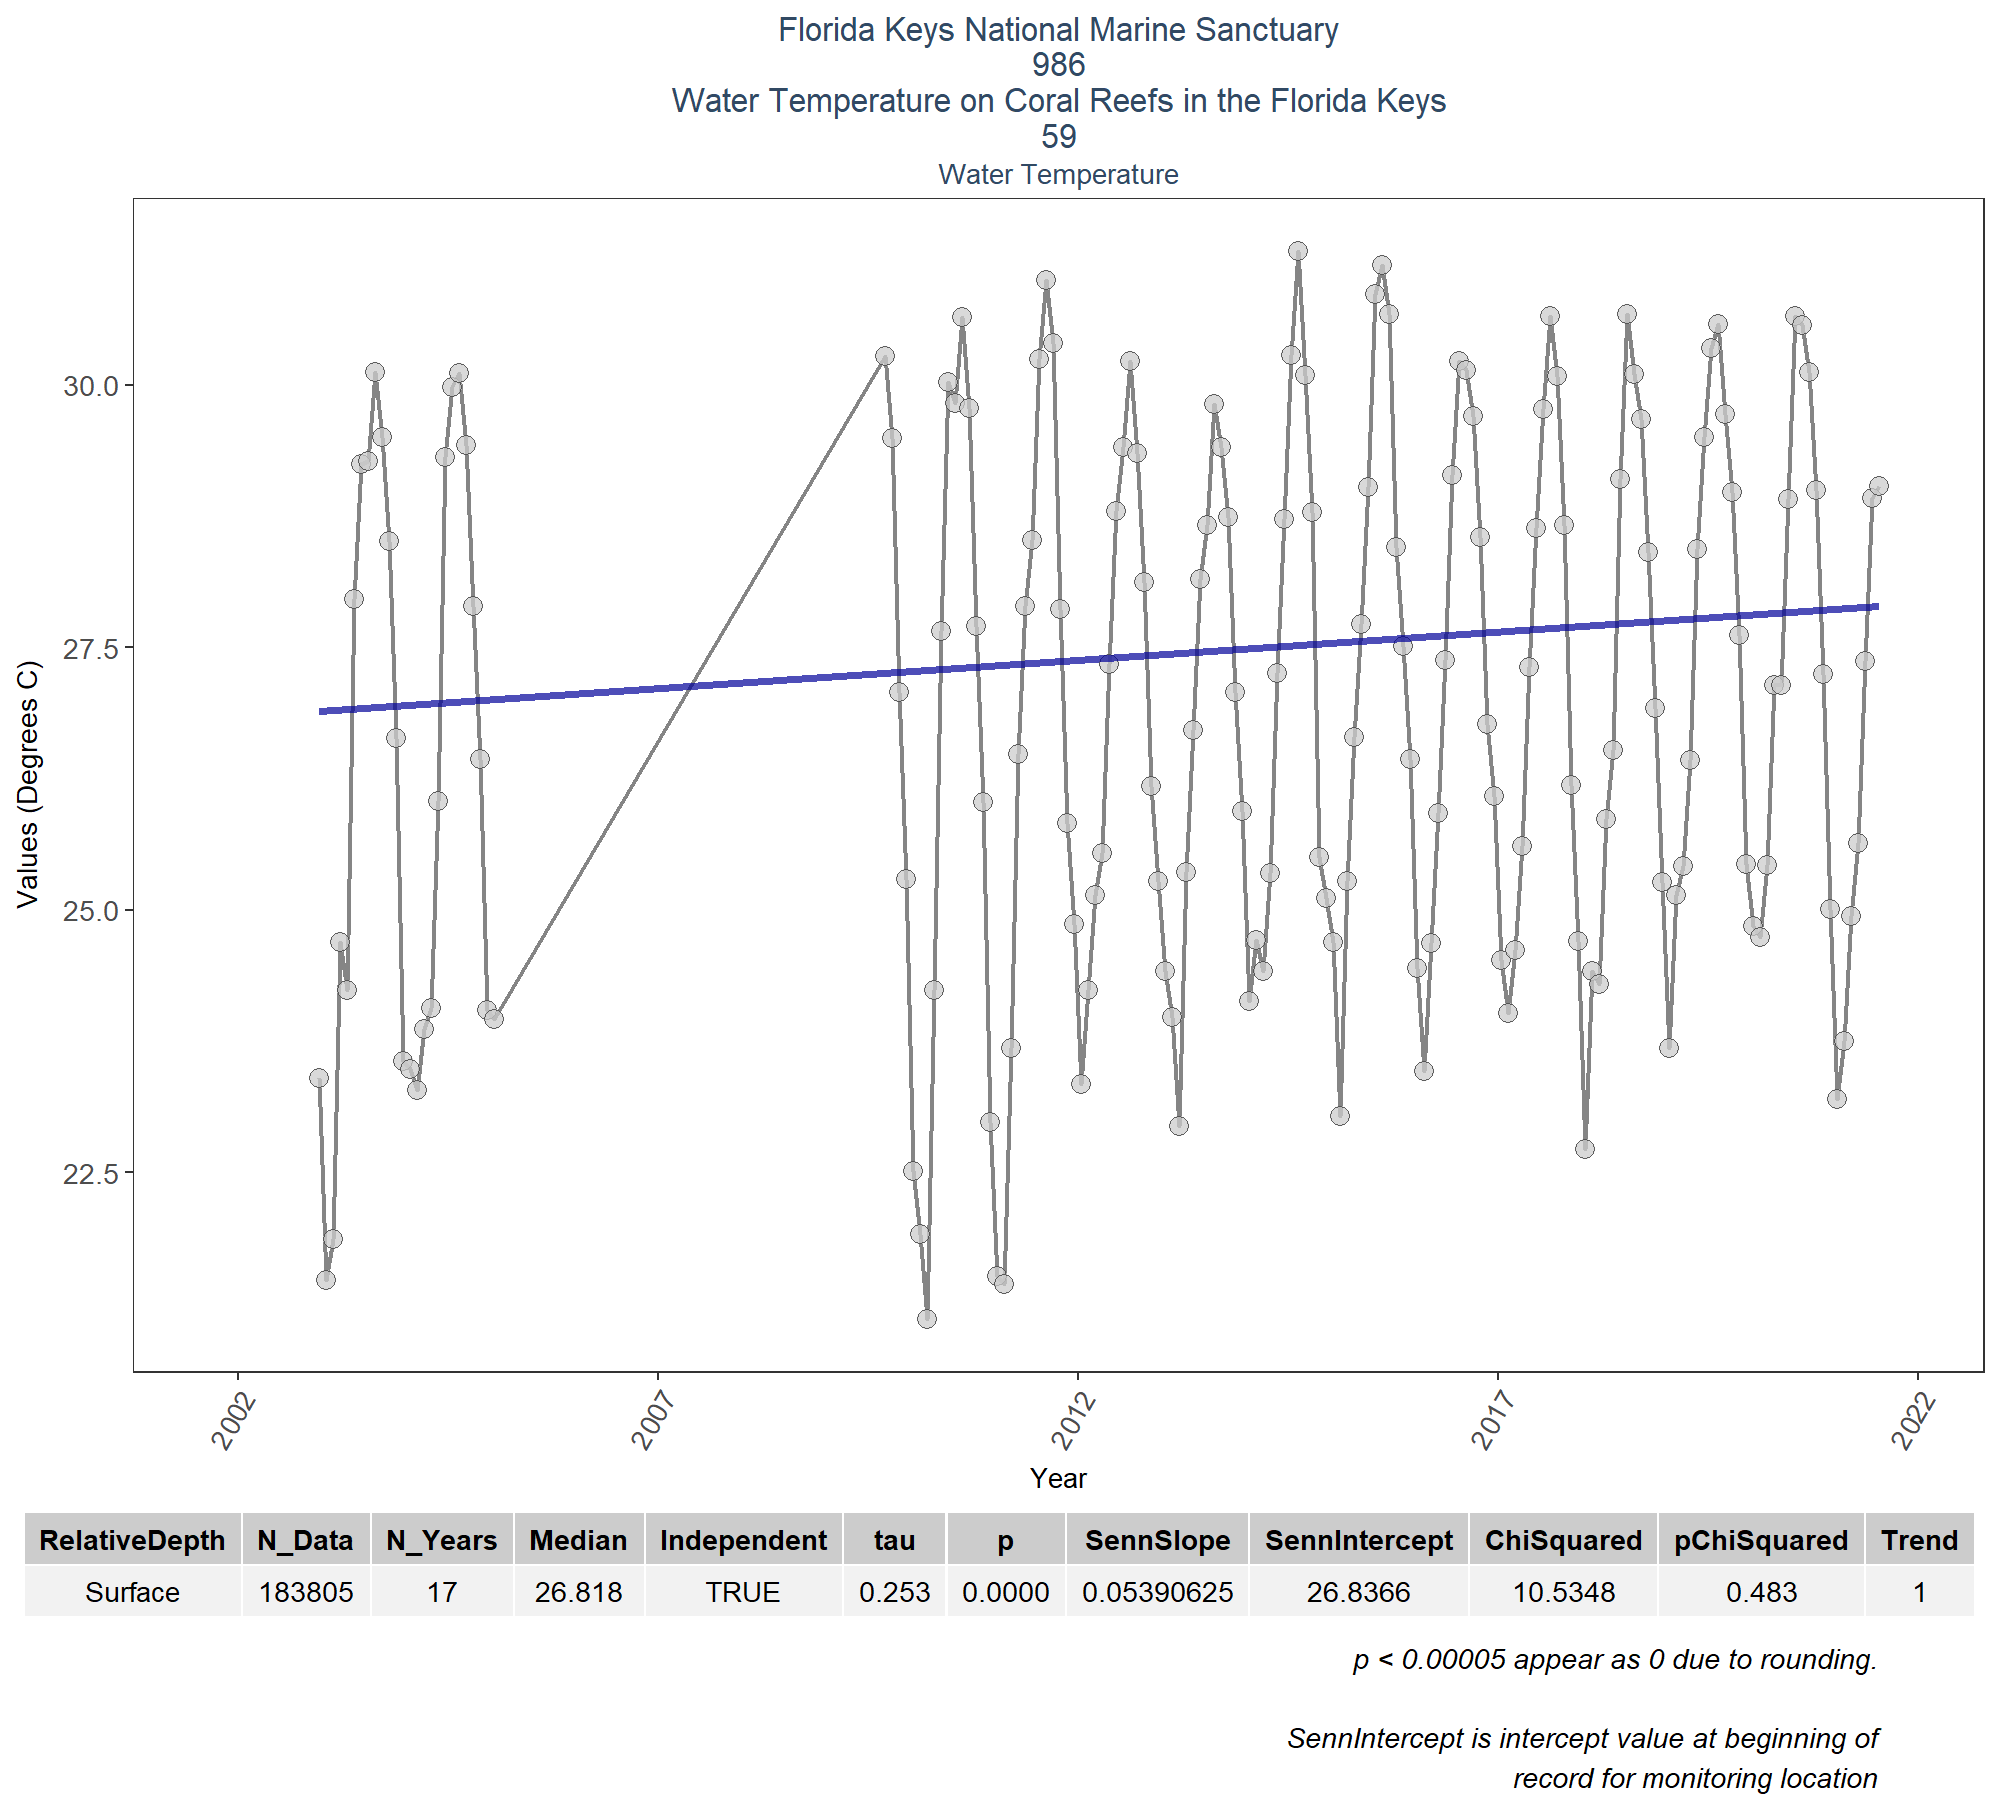 Florida Keys National Marine Sanctuary
986
Water Temperature on Coral Reefs in the Florida Keys
59
Water Temperature
Values (Degrees C)
30.0
27.5
25.0
22.5
2002 2007 2012 2017 2022
Year
RelativeDepth N_Data N_Years Median Independent tau p SennSlope SennIntercept ChiSquared pChiSquared Trend
Surface 183805 17 26.818 TRUE 0.253 0.0000 0.05390625 26.8366 10.5348 0.483 1
p < 0.00005 appear as 0 due to rounding.
SennIntercept is intercept value at beginning of
record for monitoring location